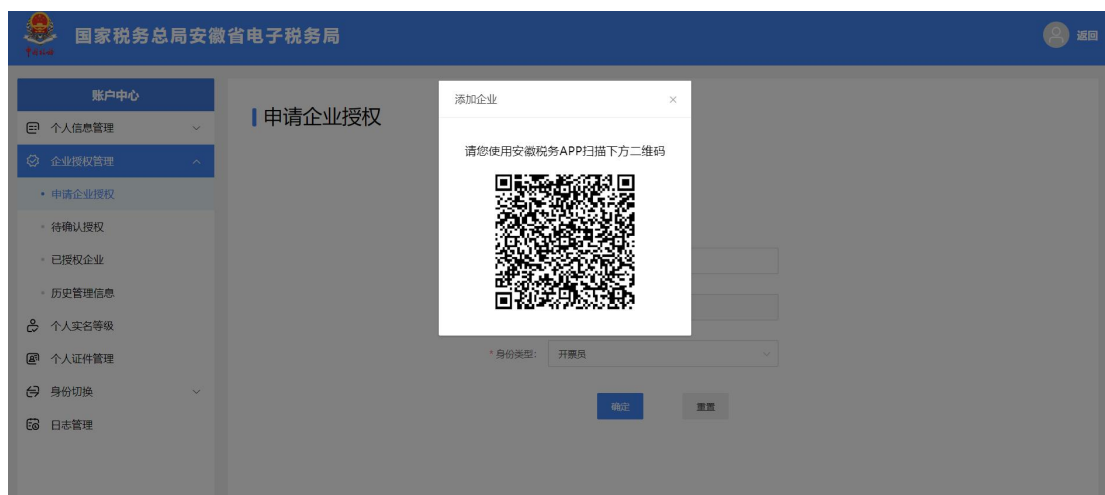 国家税务总局安徽省电子税务局
返回
账户中心
个人信息管理
企业授权管理
申请企业授权
待确认授权
已授权企业
历史管理信息
个人实名等级
个人证件管理
身份切换
日志管理
申请企业授权
添加企业
请您使用安徽税务APP扫描下方二维码
*身份类型: 开票员
确定 重置